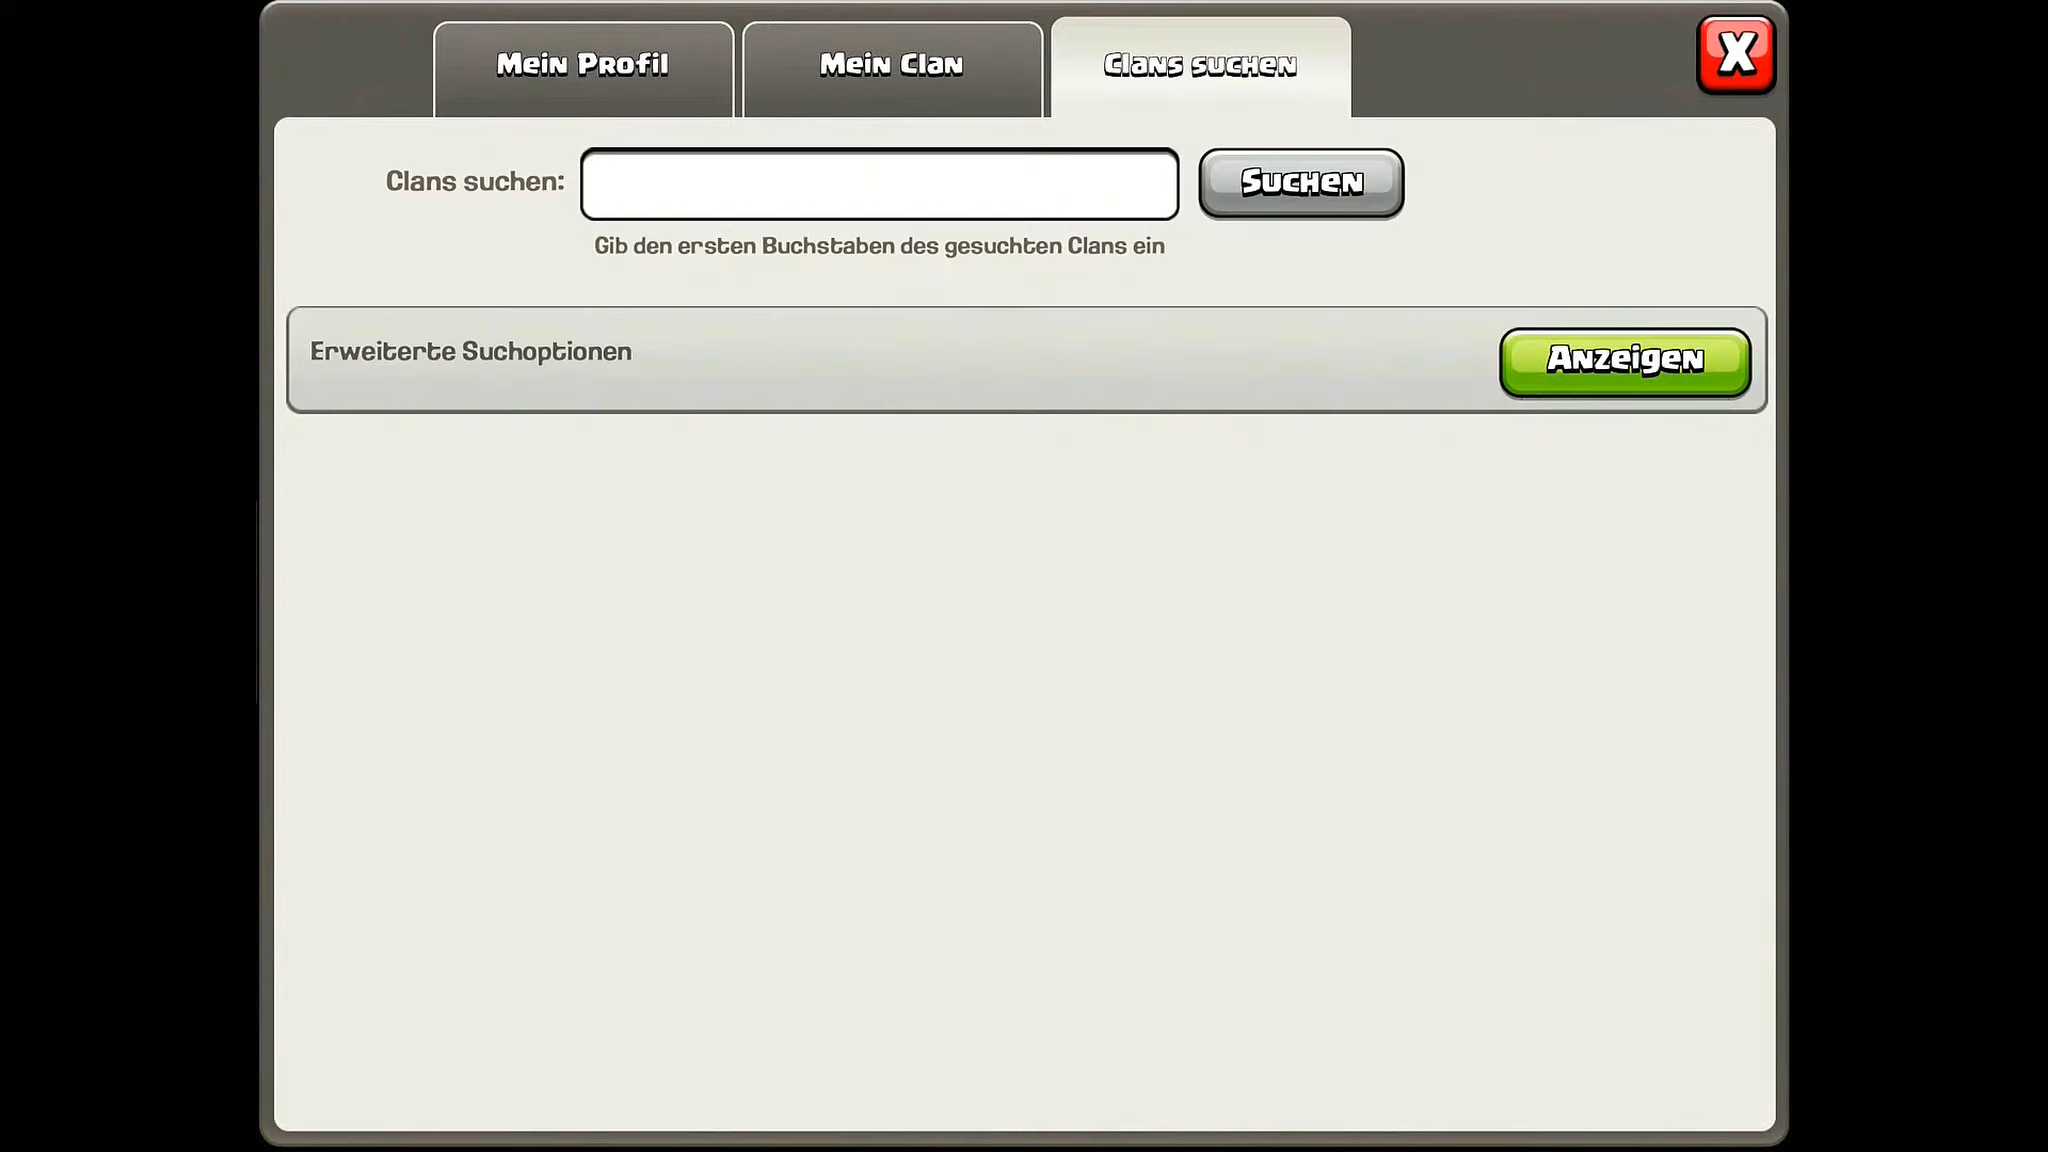 Mein Profil
Mein Clan
Clans suchen
X
Clans suchen:
Suchen
Gib den ersten Buchstaben des gesuchten Clans ein
Erweiterte Suchoptionen
Anzeigen